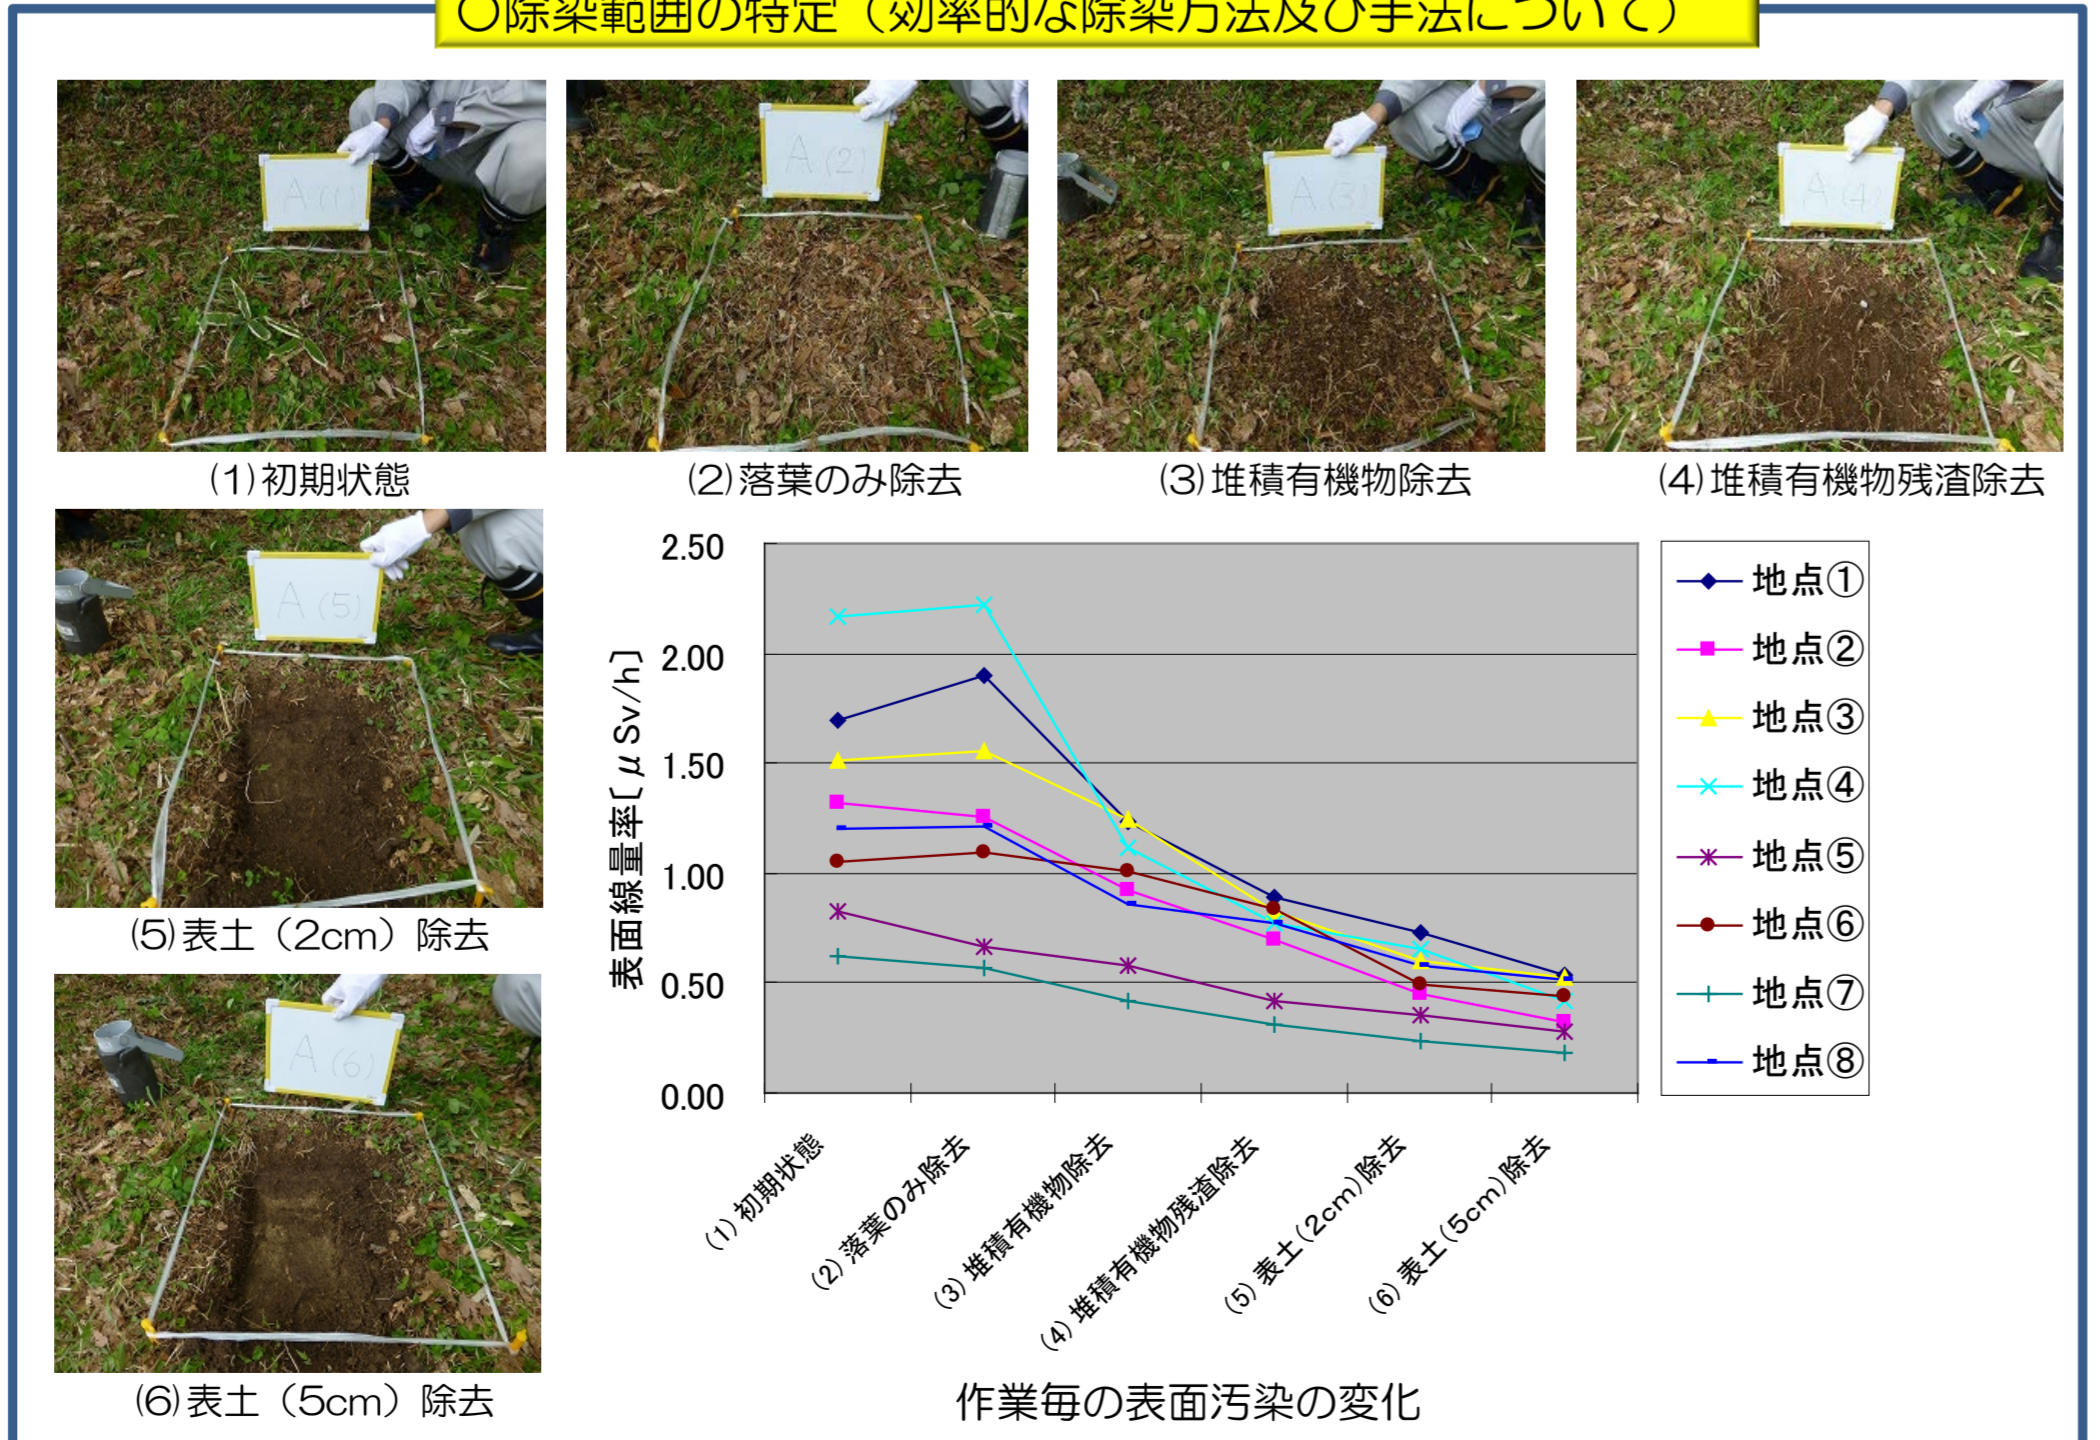 ○除染範囲の特定（効率的な除染方法及び手法について）
A (1)
A (2)
A (3)
A (4)
(1)初期状態
(2)落葉のみ除去
(3)堆積有機物除去
(4)堆積有機物残渣除去
A (5)
(5)表土（2cm）除去
A (6)
(6)表土（5cm）除去
表面線量率[μSv/h]
2.50
2.00
1.50
1.00
0.50
0.00
(1)初期状態
(2)落葉のみ除去
(3)堆積有機物除去
(4)堆積有機物残渣除去
(5)表土(2cm)除去
(6)表土(5cm)除去
地点①
地点②
地点③
地点④
地点⑤
地点⑥
地点⑦
地点⑧
作業毎の表面汚染の変化